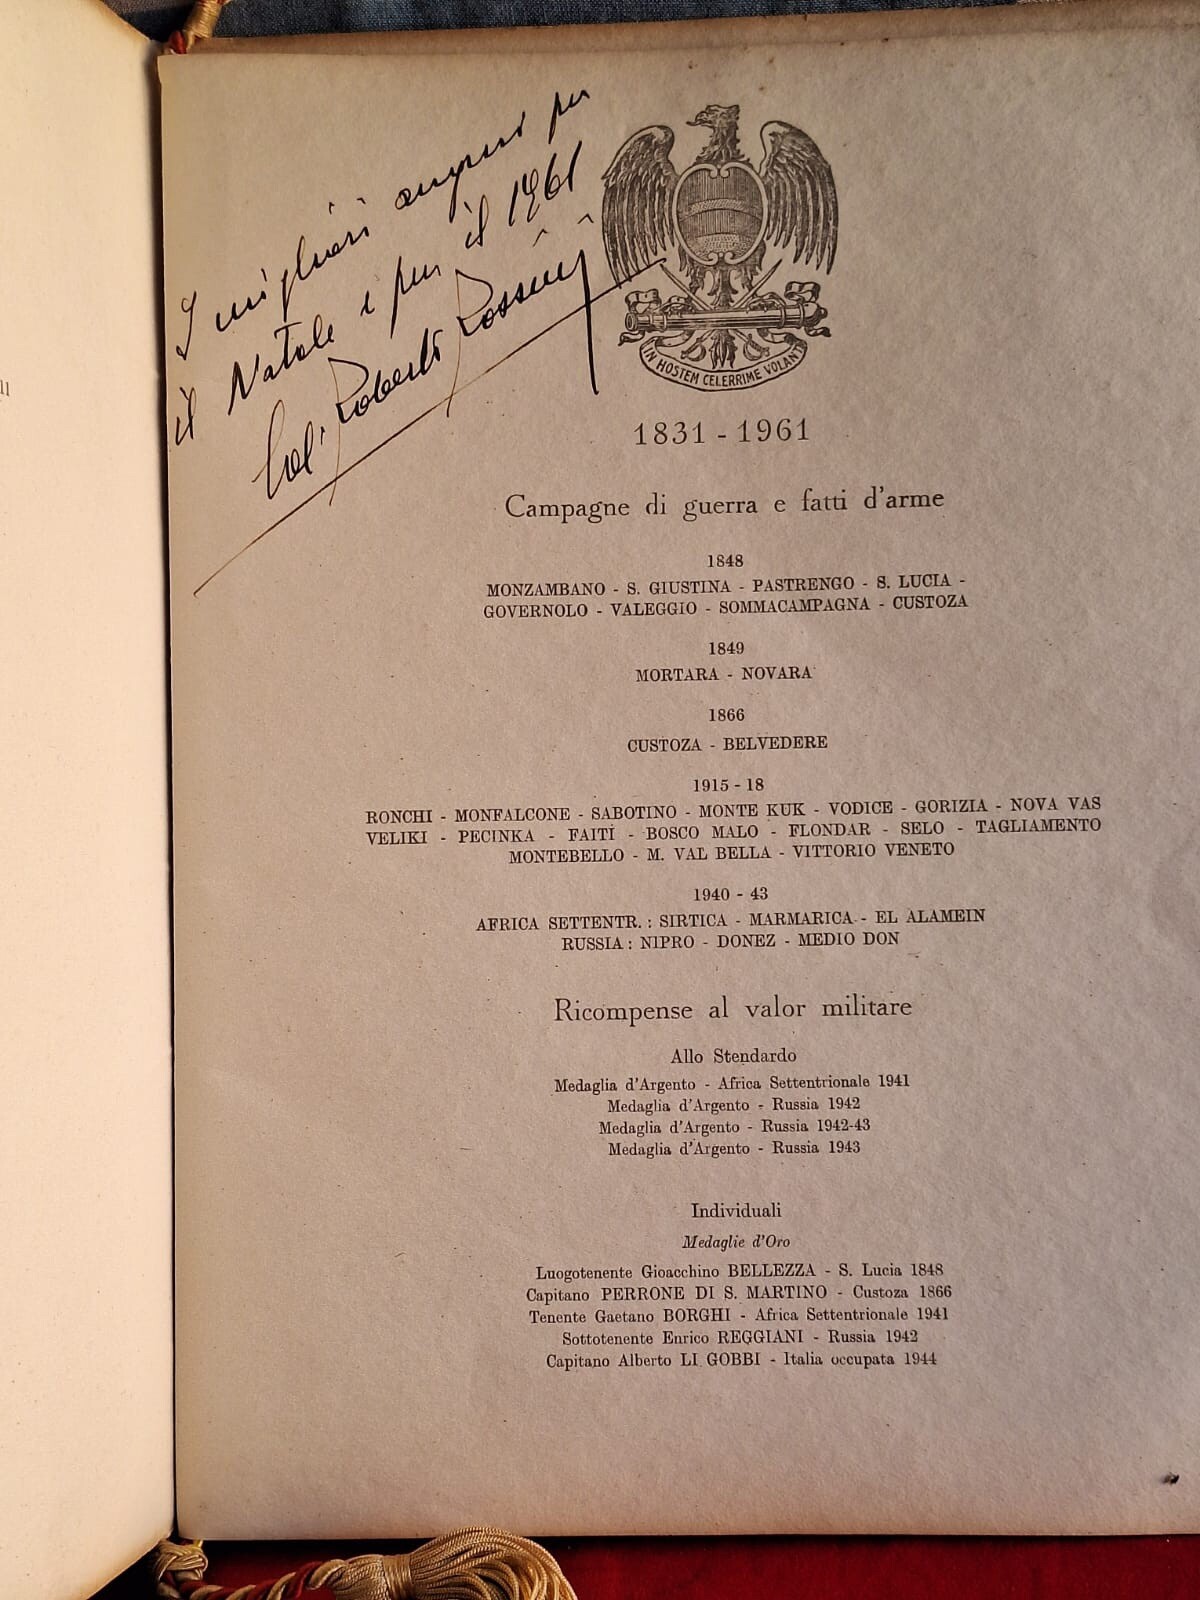 I migliori auguri per
il Natale e per il 1961
Col. Roberto Rossini
IN HOSTEM CELERRIME VOLANT
1831 - 1961
Campagne di guerra e fatti d'arme
1848
MONZAMBANO - S. GIUSTINA - PASTRENGO - S. LUCIA -
GOVERNOLO - VALEGGIO - SOMMACAMPAGNA - CUSTOZA
1849
MORTARA - NOVARA
1866
CUSTOZA - BELVEDERE
1915 - 18
RONCHI - MONFALCONE - SABOTINO - MONTE KUK - VODICE - GORIZIA - NOVA VAS
VELIKI - PECINKA - FAITÌ - BOSCO MALO - FLONDAR - SELO - TAGLIAMENTO
MONTEBELLO - M. VAL BELLA - VITTORIO VENETO
1940 - 43
AFRICA SETTENTR. : SIRTICA - MARMARICA - EL ALAMEIN
RUSSIA : NIPRO - DONEZ - MEDIO DON
Ricompense al valor militare
Allo Stendardo
Medaglia d'Argento - Africa Settentrionale 1941
Medaglia d'Argento - Russia 1942
Medaglia d'Argento - Russia 1942-43
Medaglia d'Argento - Russia 1943
Individuali
Medaglie d'Oro
Luogotenente Gioacchino BELLEZZA - S. Lucia 1848
Capitano PERRONE DI S. MARTINO - Custoza 1866
Tenente Gaetano BORGHI - Africa Settentrionale 1941
Sottotenente Enrico REGGIANI - Russia 1942
Capitano Alberto LI GOBBI - Italia occupata 1944